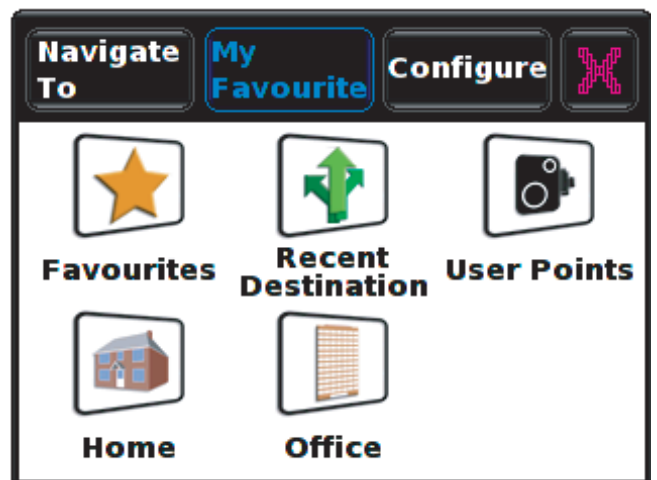 Navigate
To
My
Favourite
Configure
Favourites
Recent
Destination
User Points
Home
Office